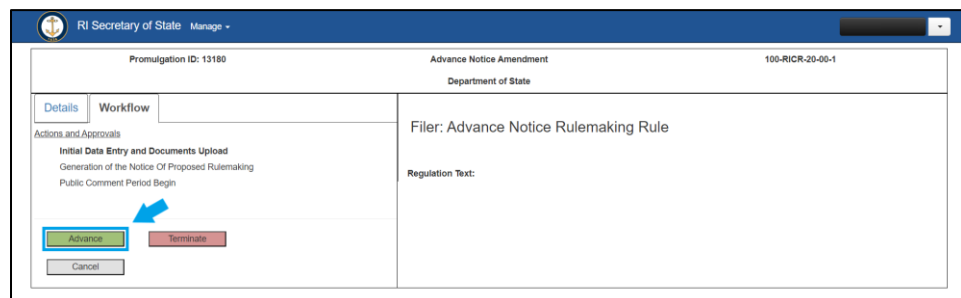 RI Secretary of State Manage
Promulgation ID: 13180
Advance Notice Amendment
100-RICR-20-00-1
Department of State
Details
Workflow
Actions and Approvals
Initial Data Entry and Documents Upload
Generation of the Notice Of Proposed Rulemaking
Public Comment Period Begin
Advance
Terminate
Cancel
Filer: Advance Notice Rulemaking Rule
Regulation Text: